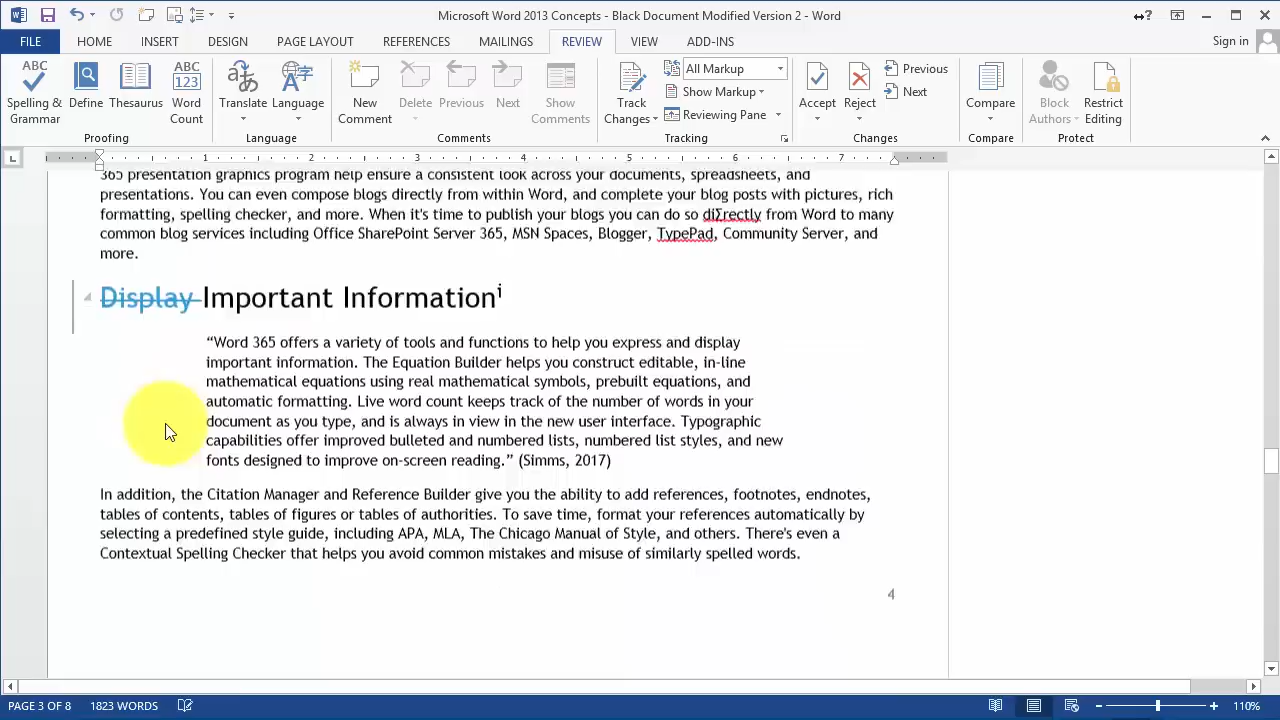 Microsoft Word 2013 Concepts - Black Document Modified Version 2 - Word
FILE HOME INSERT DESIGN PAGE LAYOUT REFERENCES MAILINGS REVIEW VIEW ADD-INS Sign in
ABC Spelling & Grammar
Define
Thesaurus
ABC 123 Word Count
Translate
Language
New Comment
Delete
Previous
Next
Show Comments
Track Changes
All Markup
Show Markup
Reviewing Pane
Accept
Reject
Previous
Next
Compare
Block Authors
Restrict Editing
Proofing Language Comments Tracking Changes Compare Protect
1 2 3 4 5 6 7
365 presentation graphics program help ensure a consistent look across your documents, spreadsheets, and
presentations. You can even compose blogs directly from within Word, and complete your blog posts with pictures, rich
formatting, spelling checker, and more. When it's time to publish your blogs you can do so diΣrectly from Word to many
common blog services including Office SharePoint Server 365, MSN Spaces, Blogger, TypePad, Community Server, and
more.
Display Important Informationⁱ
“Word 365 offers a variety of tools and functions to help you express and display
important information. The Equation Builder helps you construct editable, in-line
mathematical equations using real mathematical symbols, prebuilt equations, and
automatic formatting. Live word count keeps track of the number of words in your
document as you type, and is always in view in the new user interface. Typographic
capabilities offer improved bulleted and numbered lists, numbered list styles, and new
fonts designed to improve on-screen reading.” (Simms, 2017)
In addition, the Citation Manager and Reference Builder give you the ability to add references, footnotes, endnotes,
tables of contents, tables of figures or tables of authorities. To save time, format your references automatically by
selecting a predefined style guide, including APA, MLA, The Chicago Manual of Style, and others. There's even a
Contextual Spelling Checker that helps you avoid common mistakes and misuse of similarly spelled words.
4
PAGE 3 OF 8 1823 WORDS 110%